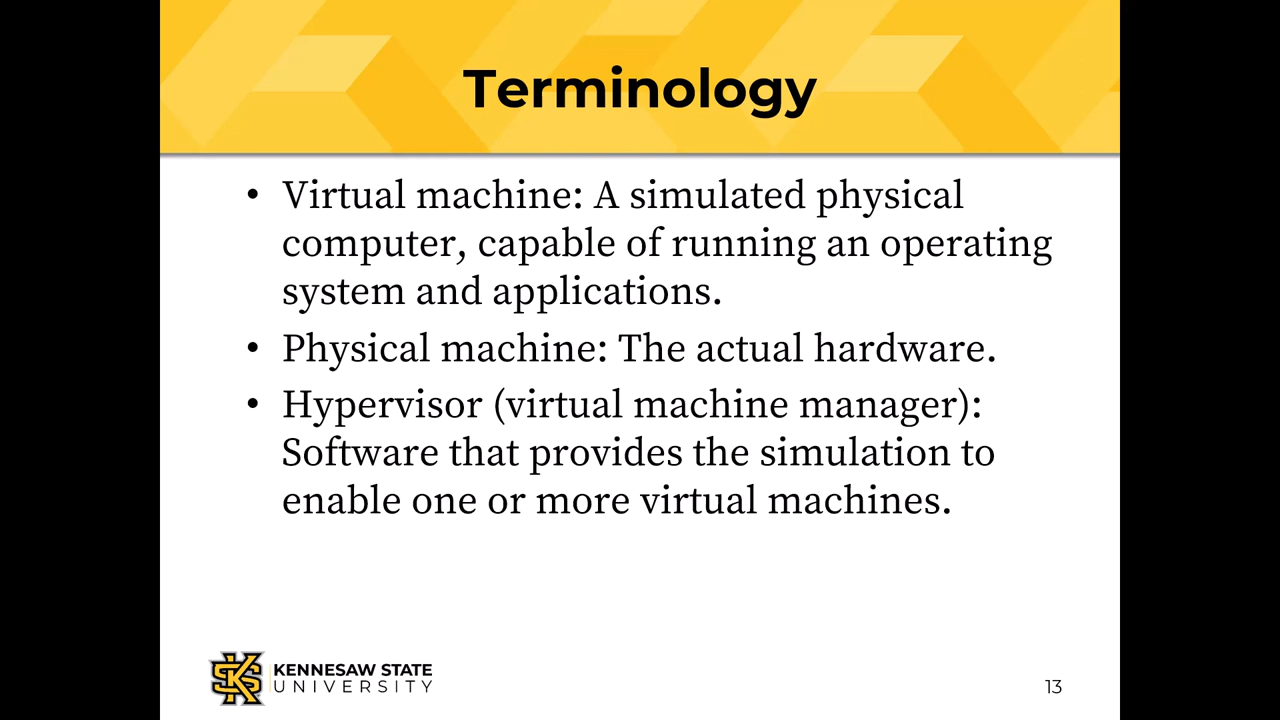 Terminology
• Virtual machine: A simulated physical
computer, capable of running an operating
system and applications.
• Physical machine: The actual hardware.
• Hypervisor (virtual machine manager):
Software that provides the simulation to
enable one or more virtual machines.
KENNESAW STATE
UNIVERSITY
13